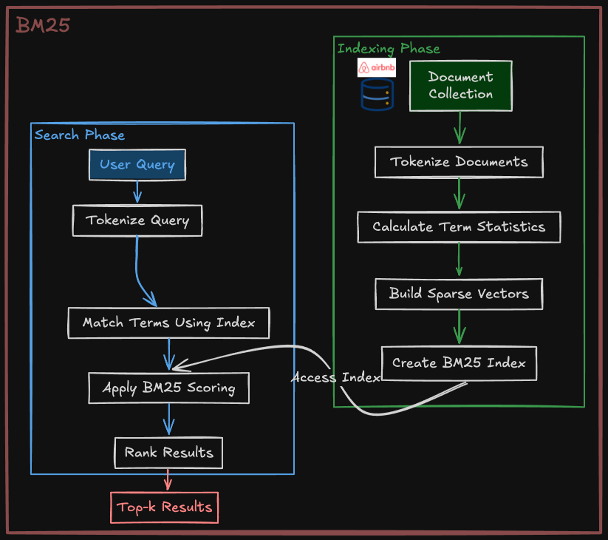 BM25
Indexing Phase
airbnb
Document
Collection
Tokenize Documents
Calculate Term Statistics
Build Sparse Vectors
Create BM25 Index
Access Index
Search Phase
User Query
Tokenize Query
Match Terms Using Index
Apply BM25 Scoring
Rank Results
Top-k Results